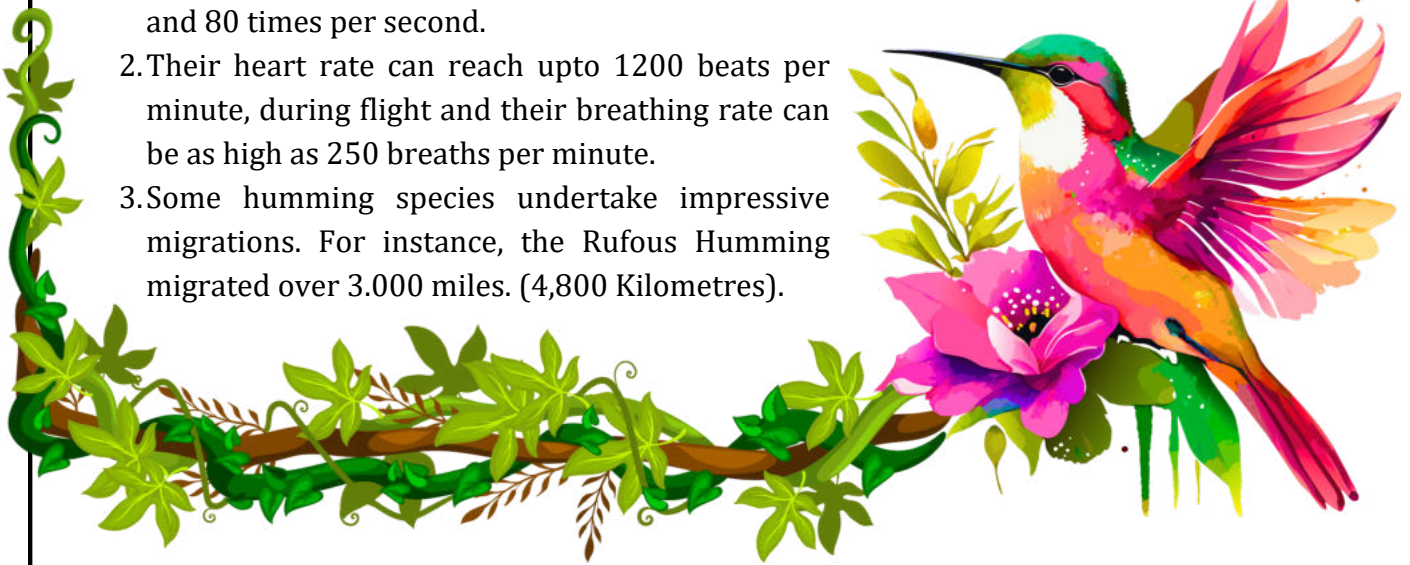 and 80 times per second.
2.Their heart rate can reach upto 1200 beats per
minute, during flight and their breathing rate can
be as high as 250 breaths per minute.
3.Some humming species undertake impressive
migrations. For instance, the Rufous Humming
migrated over 3.000 miles. (4,800 Kilometres).